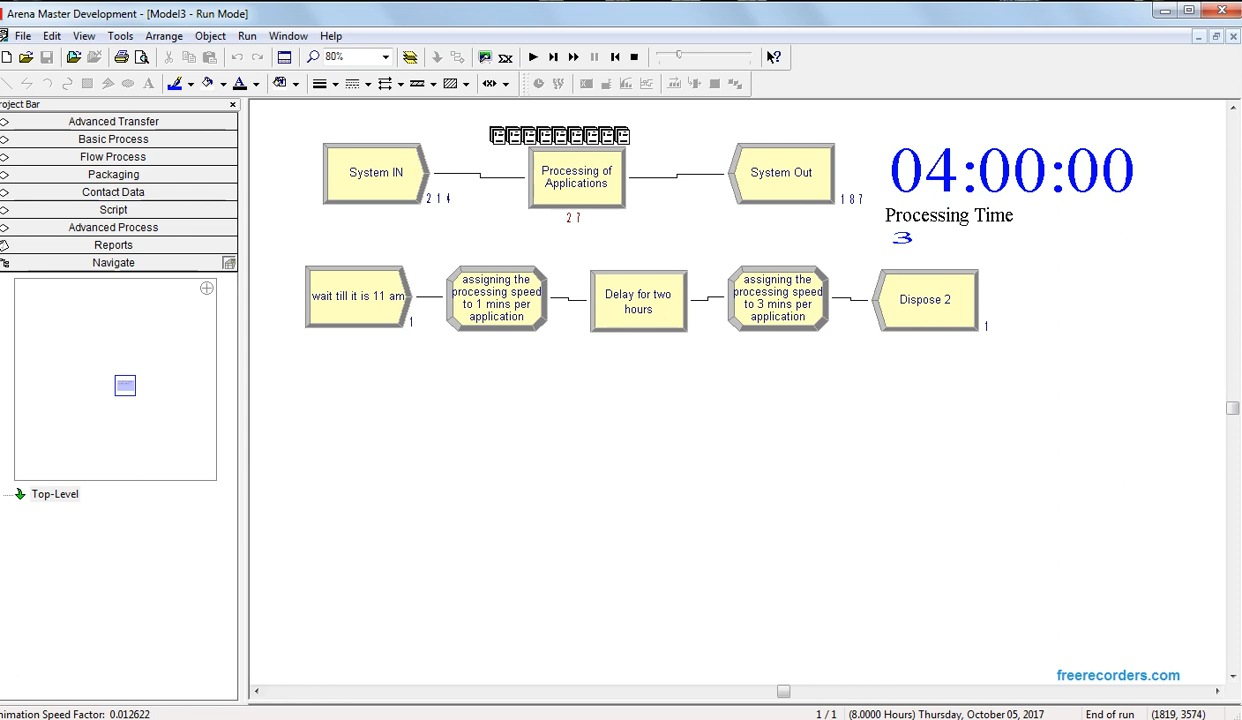 Arena Master Development - [Model3 - Run Mode]
File Edit View Tools Arrange Object Run Window Help
80%
roject Bar
Advanced Transfer
Basic Process
Flow Process
Packaging
Contact Data
Script
Advanced Process
Reports
Navigate
Top-Level
System IN
214
Processing of
Applications
27
System Out
187
04:00:00
Processing Time
3
wait till it is 11 am
1
assigning the
processing speed
to 1 mins per
application
Delay for two
hours
assigning the
processing speed
to 3 mins per
application
Dispose 2
1
freerecorders.com
nimation Speed Factor: 0.012622
1 / 1
(8.0000 Hours) Thursday, October 05, 2017
End of run
(1819, 3574)